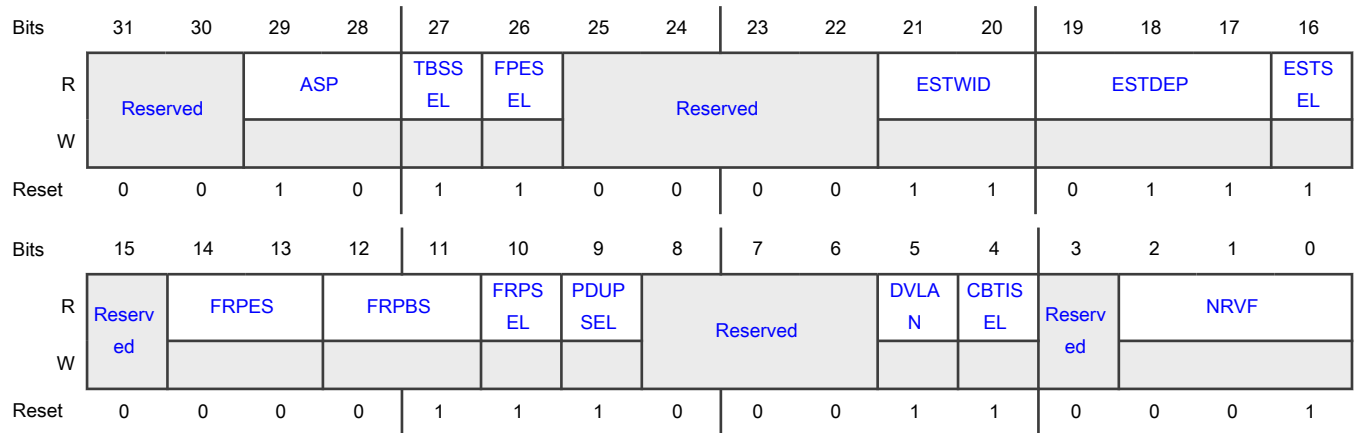 Bits 31 30 29 28 27 26 25 24 23 22 21 20 19 18 17 16
R Reserved ASP TBSS FPES Reserved ESTWID ESTDEP ESTS
EL EL EL
W
Reset 0 0 1 0 1 1 0 0 0 0 1 1 0 1 1 1
Bits 15 14 13 12 11 10 9 8 7 6 5 4 3 2 1 0
R Reserv FRPES FRPBS FRPS PDUP Reserved DVLA CBTIS Reserv NRVF
ed EL SEL N EL ed
W
Reset 0 0 0 0 1 1 1 0 0 0 1 1 0 0 0 1